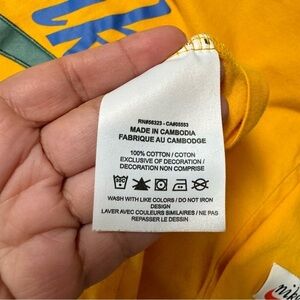 RN#56323 - CA#05553
MADE IN CAMBODIA
FABRIQUE AU CAMBODGE
100% COTTON / COTON
EXCLUSIVE OF DECORATION /
DECORATION NON COMPRISE
WASH WITH LIKE COLORS / DO NOT IRON
DESIGN
LAVER AVEC COULEURS SIMILAIRES / NE PAS
REPASSER LE DESSIN
nike